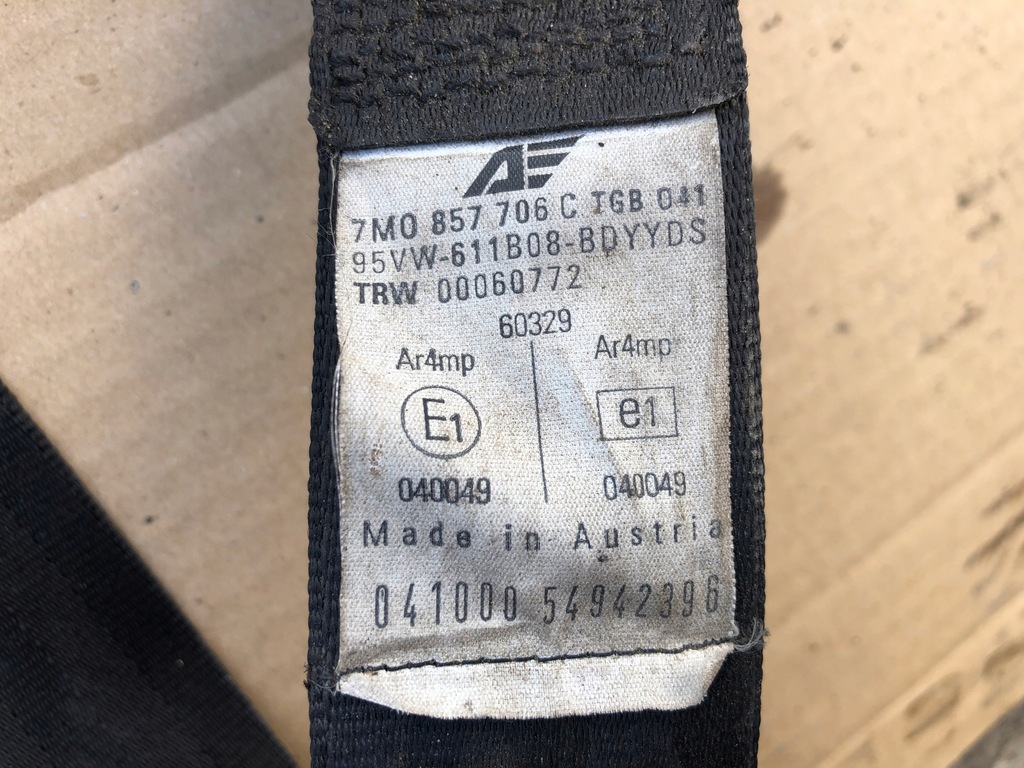 AE
7M0 857 706 C TGB 041
95VW-611B08-BDYYDS
TRW 00060772
60329
Ar4mp Ar4mp
E1 e1
040049 040049
Made in Austria
041000 54942396